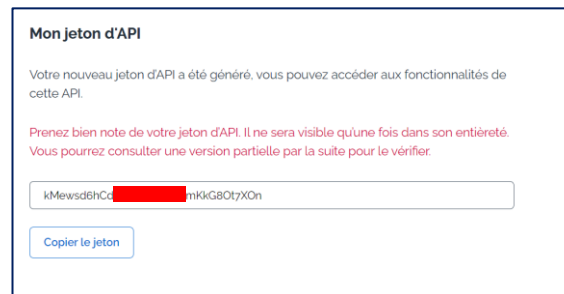 Mon jeton d'API
Votre nouveau jeton d'API a été généré, vous pouvez accéder aux fonctionnalités de
cette API.
Prenez bien note de votre jeton d'API. Il ne sera visible qu'une fois dans son entièreté.
Vous pourrez consulter une version partielle par la suite pour le vérifier.
kMewsd6hCd mKkG8Ot7XOn
Copier le jeton